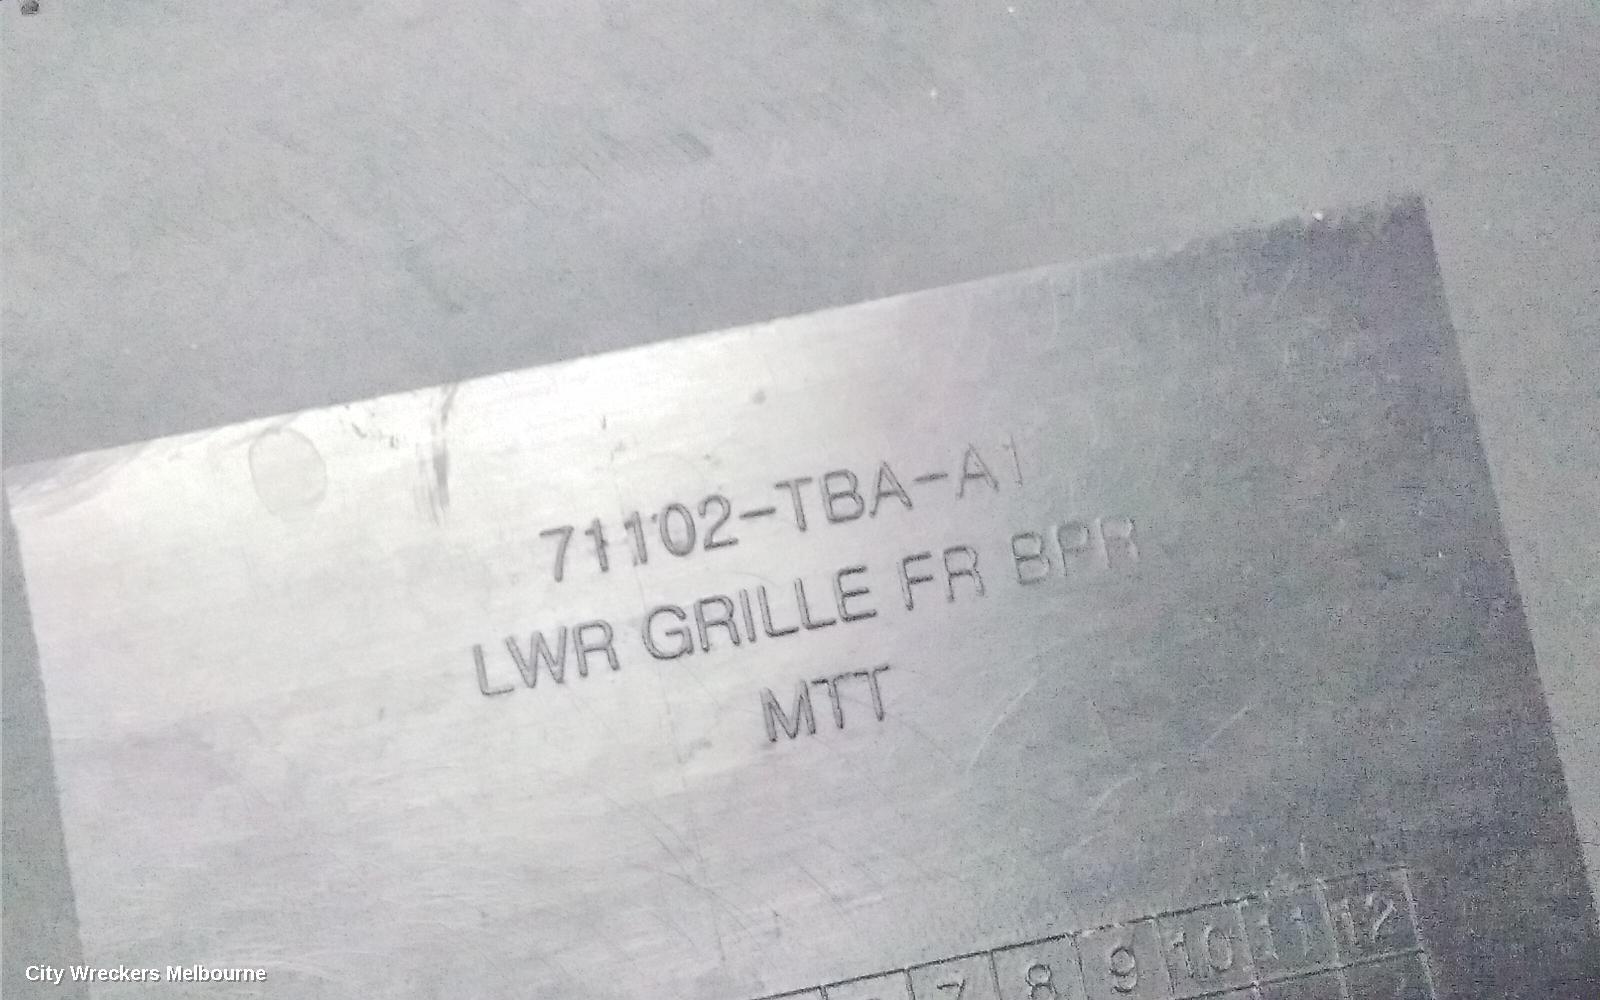 71102-TBA-A1
LWR GRILLE FR BPR
MTT
7 8 9 10 11 12
City Wreckers Melbourne